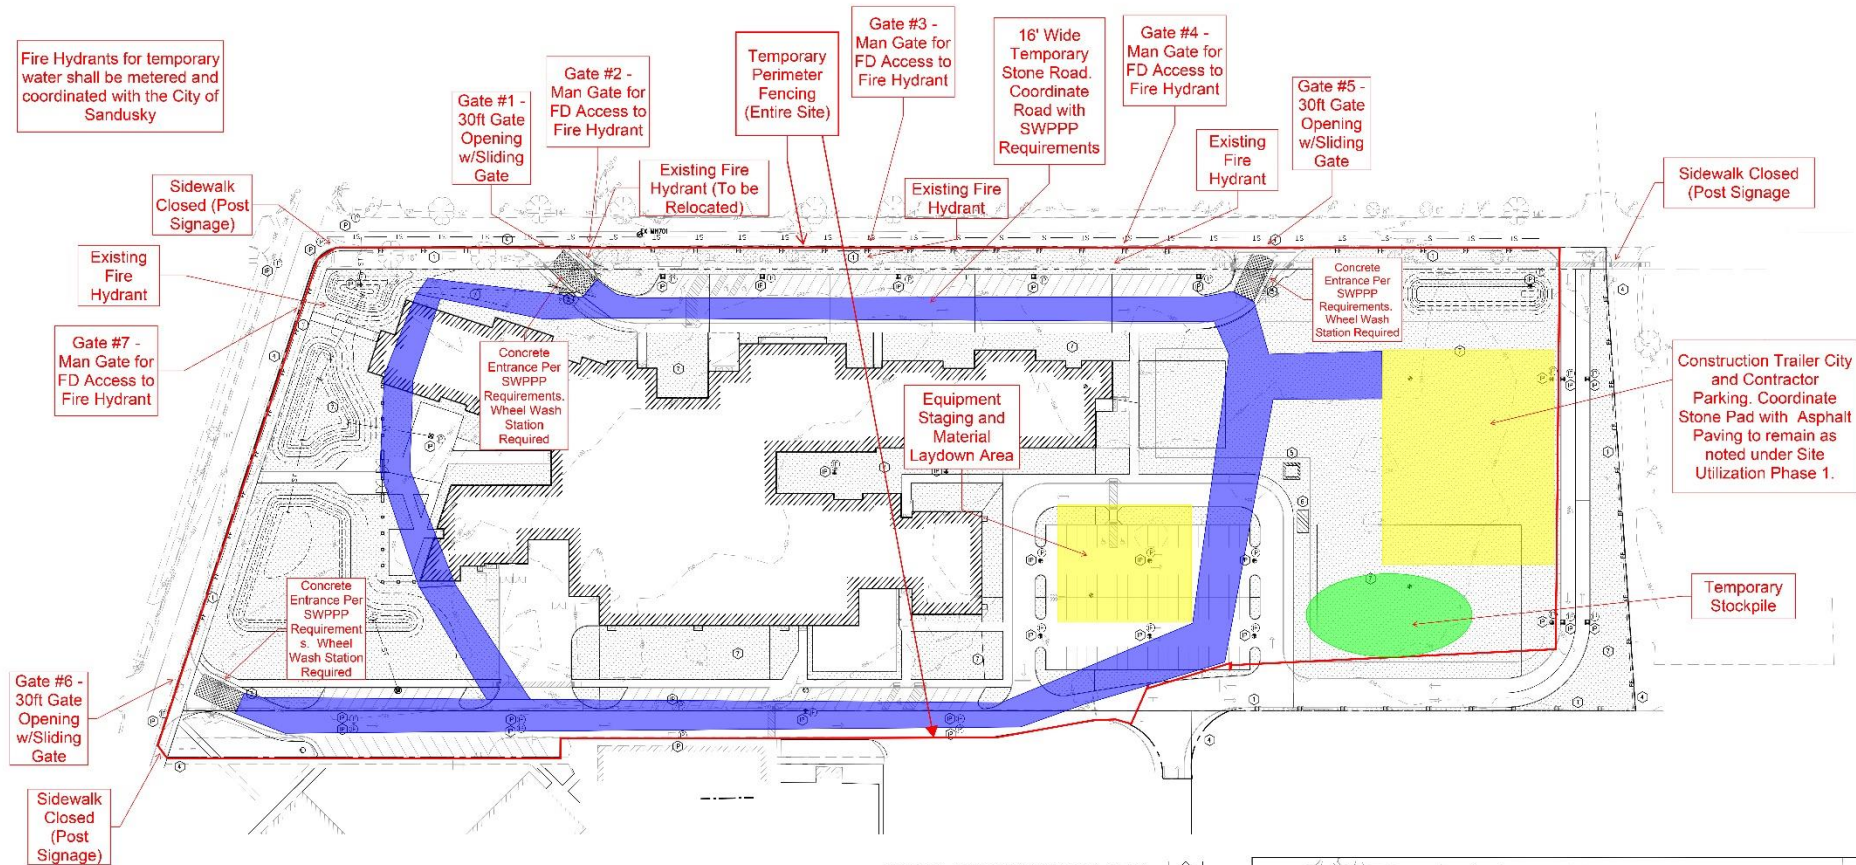 Fire Hydrants for temporary
water shall be metered and
coordinated with the City of
Sandusky
Gate #1 -
30ft Gate
Opening
w/Sliding
Gate
Gate #2 -
Man Gate for
FD Access to
Fire Hydrant
Temporary
Perimeter
Fencing
(Entire Site)
Gate #3 -
Man Gate for
FD Access to
Fire Hydrant
16' Wide
Temporary
Stone Road.
Coordinate
Road with
SWPPP
Requirements
Gate #4 -
Man Gate for
FD Access to
Fire Hydrant
Gate #5 -
30ft Gate
Opening
w/Sliding
Gate
Sidewalk
Closed (Post
Signage)
Existing Fire
Hydrant (To be
Relocated)
Existing Fire
Hydrant
Existing
Fire
Hydrant
Sidewalk Closed
(Post Signage
EX MH701
Existing
Fire
Hydrant
Gate #7 -
Man Gate for
FD Access to
Fire Hydrant
Concrete
Entrance Per
SWPPP
Requirements.
Wheel Wash
Station
Required
Equipment
Staging and
Material
Laydown Area
Concrete
Entrance Per
SWPPP
Requirements.
Wheel Wash
Station Required
Construction Trailer City
and Contractor
Parking. Coordinate
Stone Pad with Asphalt
Paving to remain as
noted under Site
Utilization Phase 1.
Temporary
Stockpile
Concrete
Entrance Per
SWPPP
Requirement
s. Wheel
Wash Station
Required
Gate #6 -
30ft Gate
Opening
w/Sliding
Gate
Sidewalk
Closed
(Post
Signage)